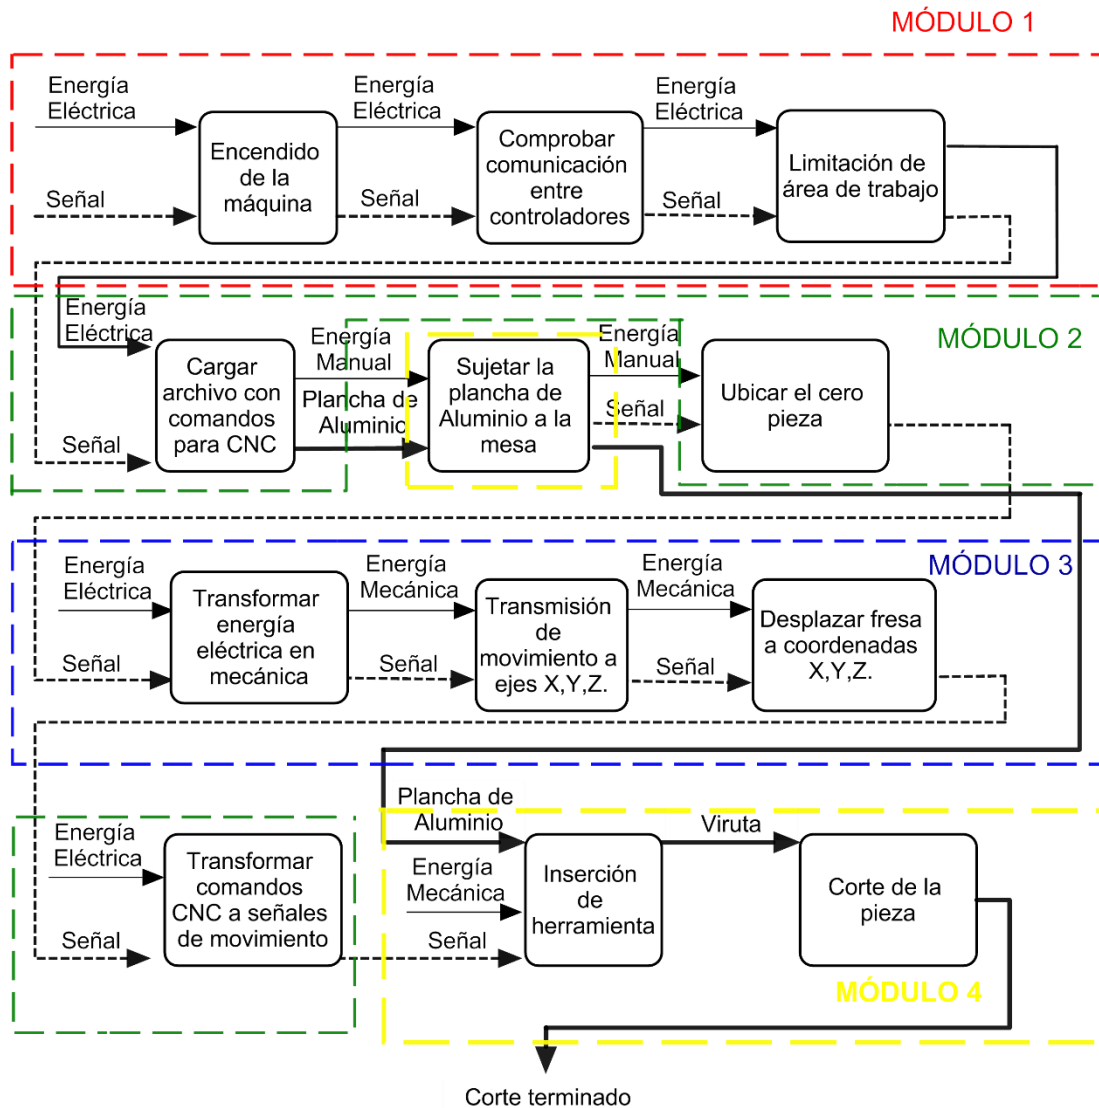 MÓDULO 1
Energía
Eléctrica
Energía
Eléctrica
Energía
Eléctrica
Encendido
de la
máquina
Comprobar
comunicación
entre
controladores
Limitación de
área de trabajo
Señal
Señal
Señal
MÓDULO 2
Energía
Eléctrica
Energía
Manual
Energía
Manual
Cargar
archivo con
comandos
para CNC
Plancha de
Aluminio
Sujetar la
plancha de
Aluminio a la
mesa
Señal
Ubicar el cero
pieza
Señal
MÓDULO 3
Energía
Eléctrica
Energía
Mecánica
Energía
Mecánica
Transformar
energía
eléctrica en
mecánica
Transmisión
de
movimiento a
ejes X,Y,Z.
Desplazar fresa
a coordenadas
X,Y,Z.
Señal
Señal
Señal
Energía
Eléctrica
Transformar
comandos
CNC a señales
de movimiento
Señal
Plancha de
Aluminio
Energía
Mecánica
Señal
Inserción
de
herramienta
Viruta
Corte de la
pieza
MÓDULO 4
Corte terminado